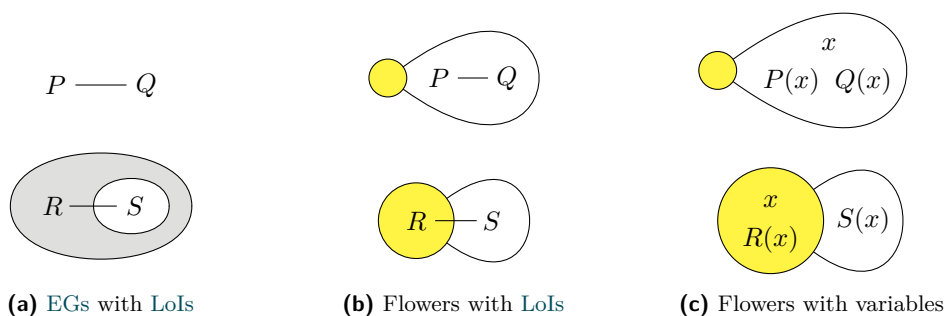 P Q
R S
(a) EGs with LoIs
P Q
R S
(b) Flowers with LoIs
x
P(x) Q(x)
x
R(x)
S(x)
(c) Flowers with variables